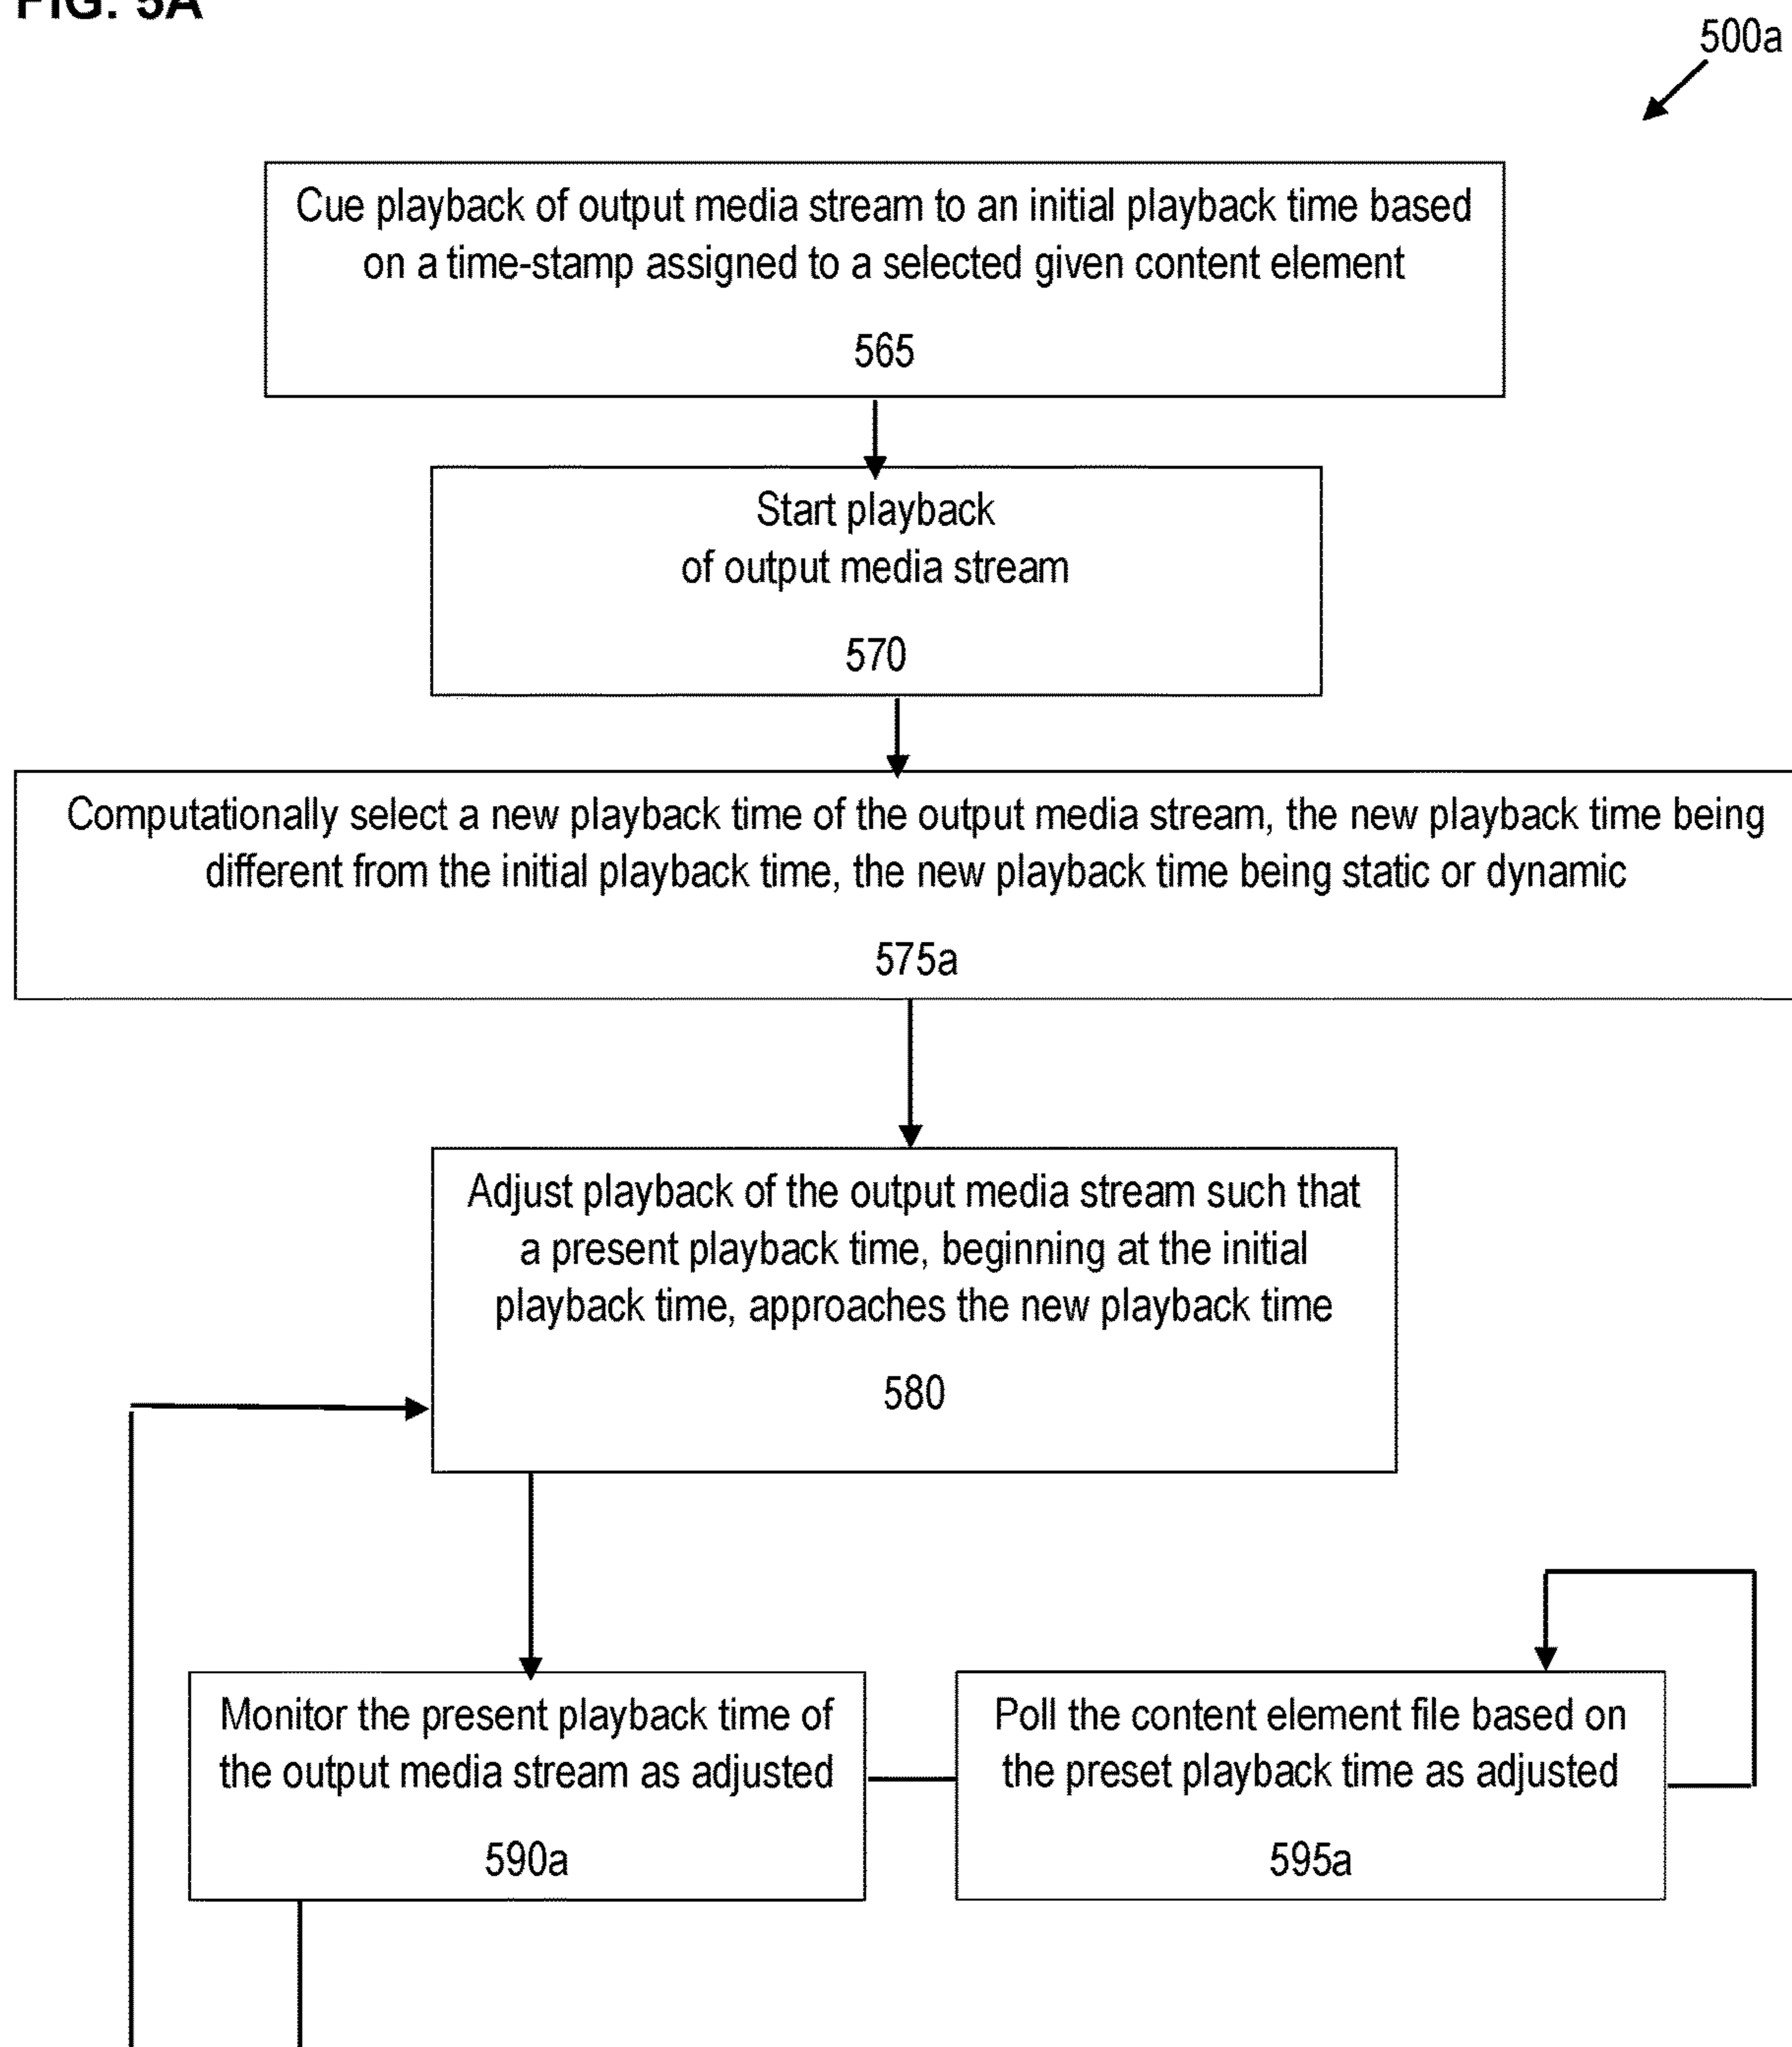 FIG. 5A
500a
Cue playback of output media stream to an initial playback time based
on a time-stamp assigned to a selected given content element
565
Start playback
of output media stream
570
Computationally select a new playback time of the output media stream, the new playback time being
different from the initial playback time, the new playback time being static or dynamic
575a
Adjust playback of the output media stream such that
a present playback time, beginning at the initial
playback time, approaches the new playback time
580
Monitor the present playback time of
the output media stream as adjusted
590a
Poll the content element file based on
the preset playback time as adjusted
595a